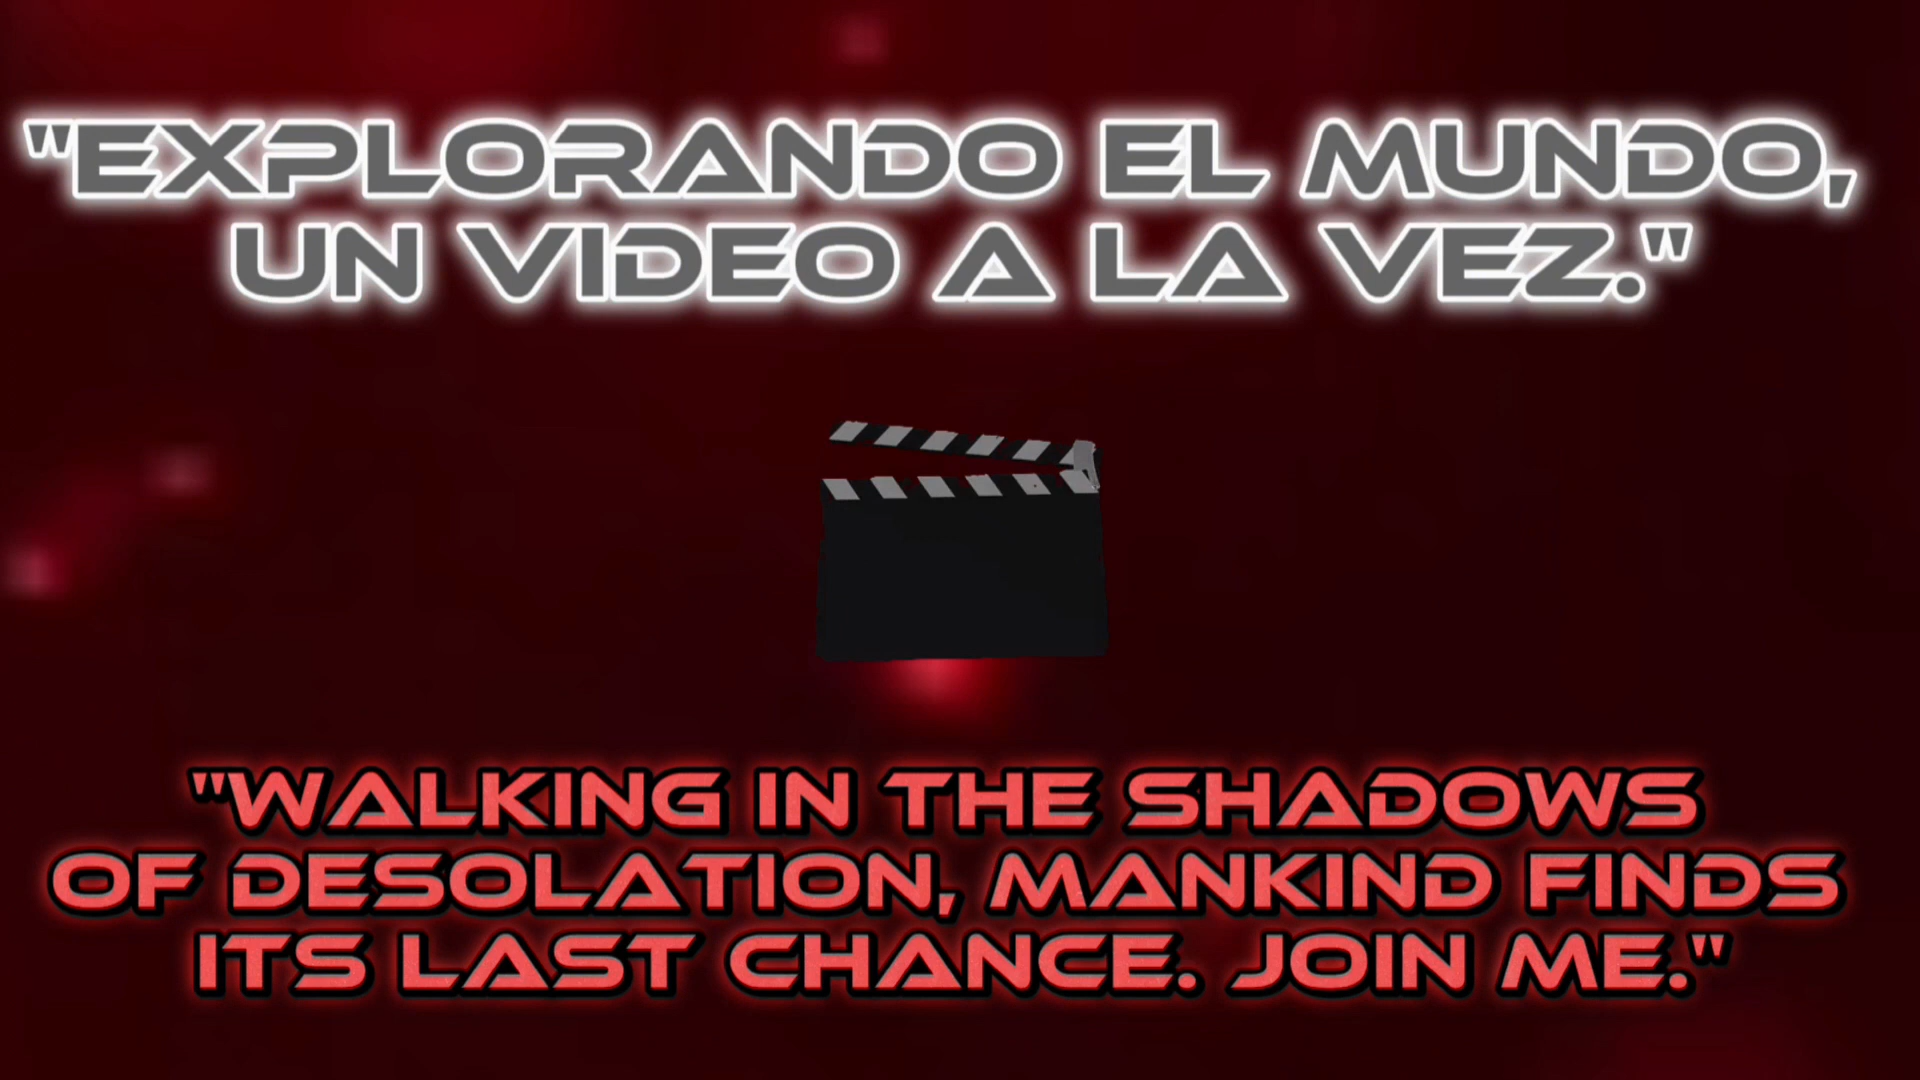 "EXPLORANDO EL MUNDO,
UN VIDEO A LA VEZ."
"WALKING IN THE SHADOWS
OF DESOLATION, MANKIND FINDS
ITS LAST CHANCE. JOIN ME."